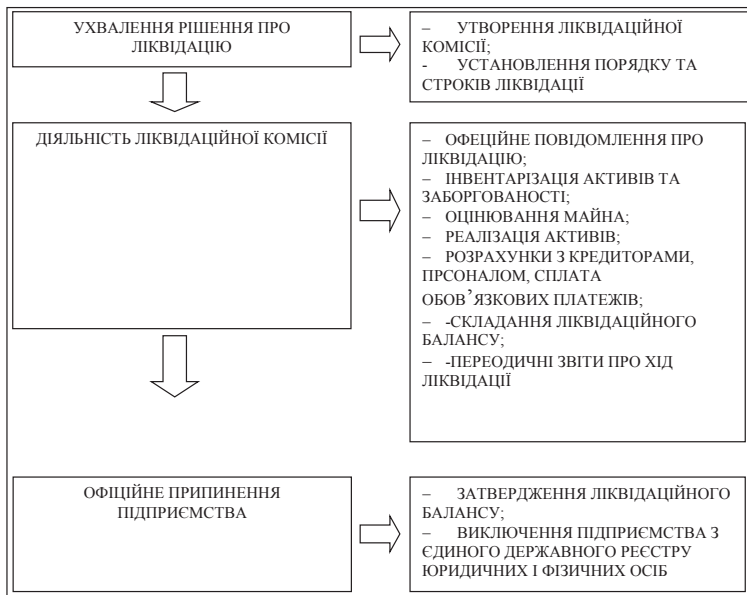 УХВАЛЕННЯ РІШЕННЯ ПРО
ЛІКВІДАЦІЮ
– УТВОРЕННЯ ЛІКВІДАЦІЙНОЇ
КОМІСІЇ;
- УСТАНОВЛЕННЯ ПОРЯДКУ ТА
СТРОКІВ ЛІКВІДАЦІЇ
ДІЯЛЬНІСТЬ ЛІКВІДАЦІЙНОЇ КОМІСІЇ
– ОФЕЦІЙНЕ ПОВІДОМЛЕННЯ ПРО
ЛІКВІДАЦІЮ;
– ІНВЕНТАРІЗАЦІЯ АКТИВІВ ТА
ЗАБОРГОВАНОСТІ;
– ОЦІНЮВАННЯ МАЙНА;
– РЕАЛІЗАЦІЯ АКТИВІВ;
– РОЗРАХУНКИ З КРЕДИТОРАМИ,
ПРСОНАЛОМ, СПЛАТА
ОБОВ’ЯЗКОВИХ ПЛАТЕЖІВ;
– -СКЛАДАННЯ ЛІКВІДАЦІЙНОГО
БАЛАНСУ;
– -ПЕРЕОДИЧНІ ЗВІТИ ПРО ХІД
ЛІКВІДАЦІЇ
ОФІЦІЙНЕ ПРИПИНЕННЯ
ПІДПРИЄМСТВА
– ЗАТВЕРДЖЕННЯ ЛІКВІДАЦІЙНОГО
БАЛАНСУ;
– ВИКЛЮЧЕННЯ ПІДПРИЄМСТВА З
ЄДИНОГО ДЕРЖАВНОГО РЕЄСТРУ
ЮРИДИЧНИХ І ФІЗИЧНИХ ОСІБ